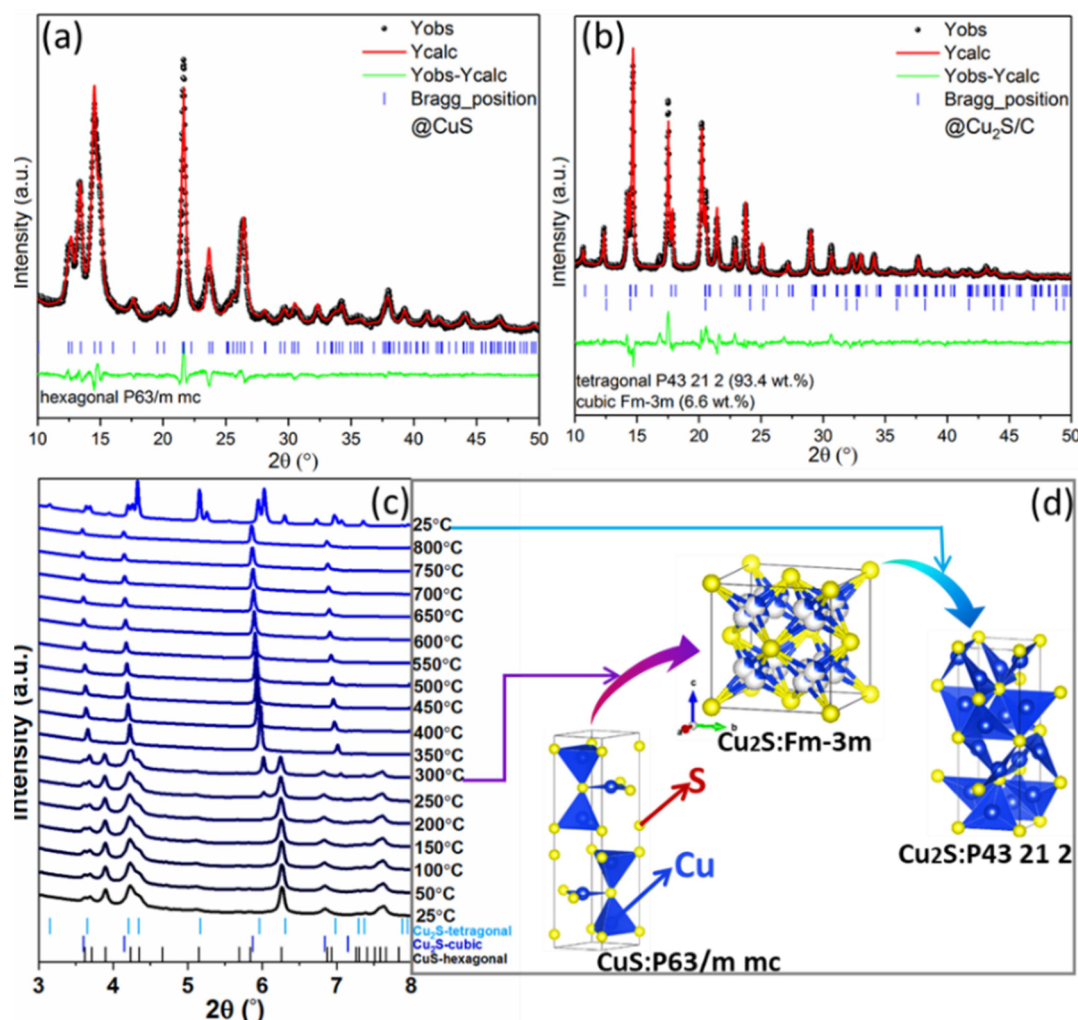 (a)
Yobs
Ycalc
Yobs-Ycalc
Bragg_position
@CuS
Intensity (a.u.)
hexagonal P63/m mc
10 15 20 25 30 35 40 45 50
2θ (°)
(b)
Yobs
Ycalc
Yobs-Ycalc
Bragg_position
@Cu₂S/C
Intensity (a.u.)
tetragonal P43 21 2 (93.4 wt.%)
cubic Fm-3m (6.6 wt.%)
10 15 20 25 30 35 40 45 50
2θ (°)
(c)
Intensity (a.u.)
25°C
800°C
750°C
700°C
650°C
600°C
550°C
500°C
450°C
400°C
350°C
300°C
250°C
200°C
150°C
100°C
50°C
25°C
Cu₂S-tetragonal
Cu₂S-cubic
CuS-hexagonal
3 4 5 6 7 8
2θ (°)
(d)
c
a
b
Cu2S:Fm-3m
S
Cu
Cu2S:P43 21 2
CuS:P63/m mc